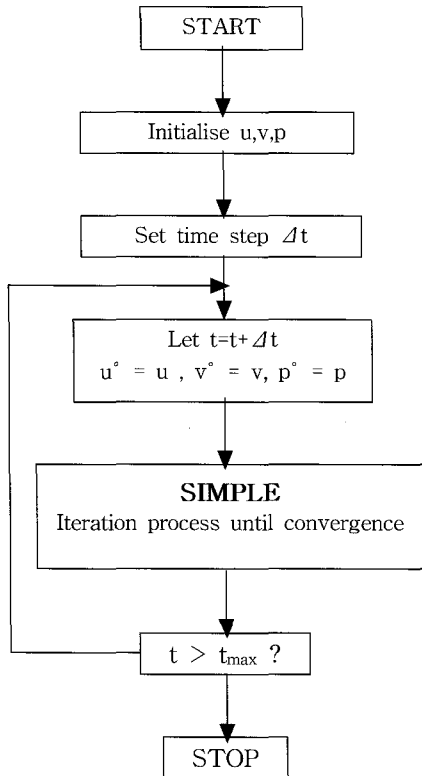 START
Initialise u,v,p
Set time step Δt
Let t=t+Δt
u° = u , v° = v, p° = p
SIMPLE
Iteration process until convergence
t > tmax ?
STOP